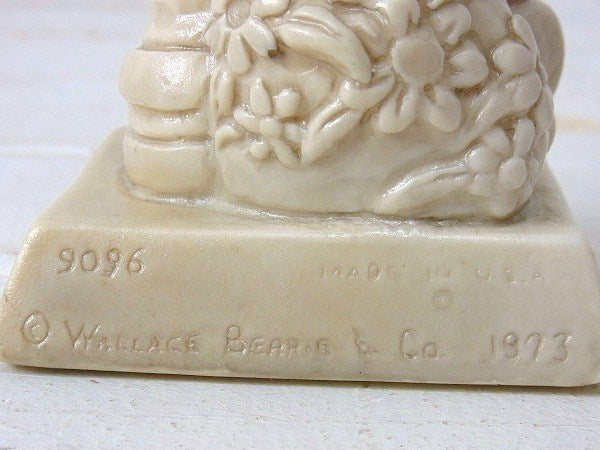 9096
MADE IN U.S.A
© WALLACE BERRIE & CO. 1973